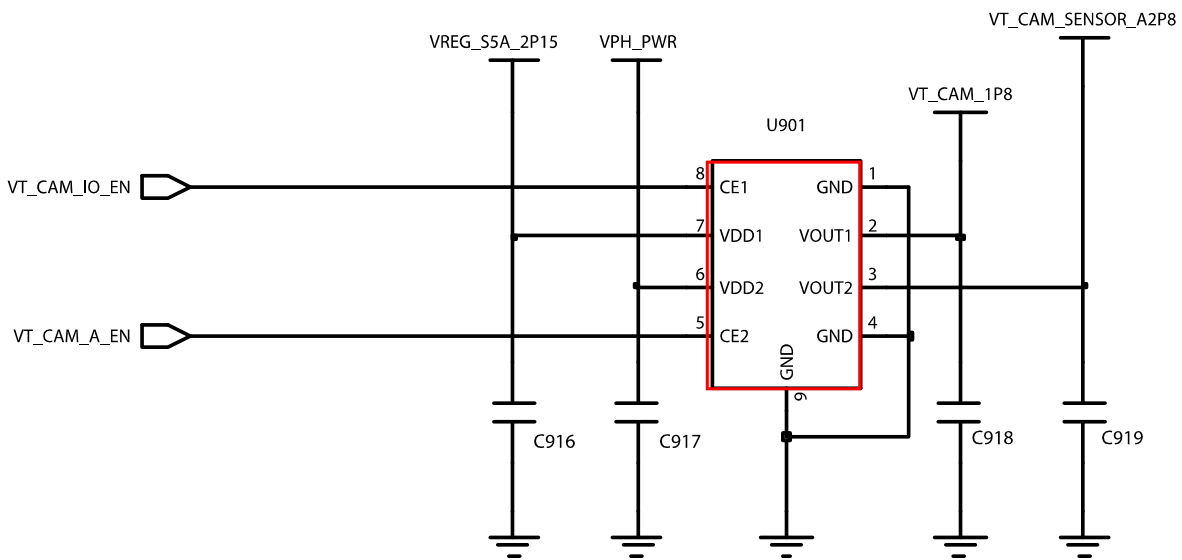 VT_CAM_SENSOR_A2P8
VREG_S5A_2P15
VPH_PWR
VT_CAM_1P8
U901
VT_CAM_IO_EN
8
CE1
GND
1
7
VDD1
VOUT1
2
6
VDD2
VOUT2
3
VT_CAM_A_EN
5
CE2
GND
4
GND
9
C916
C917
C918
C919